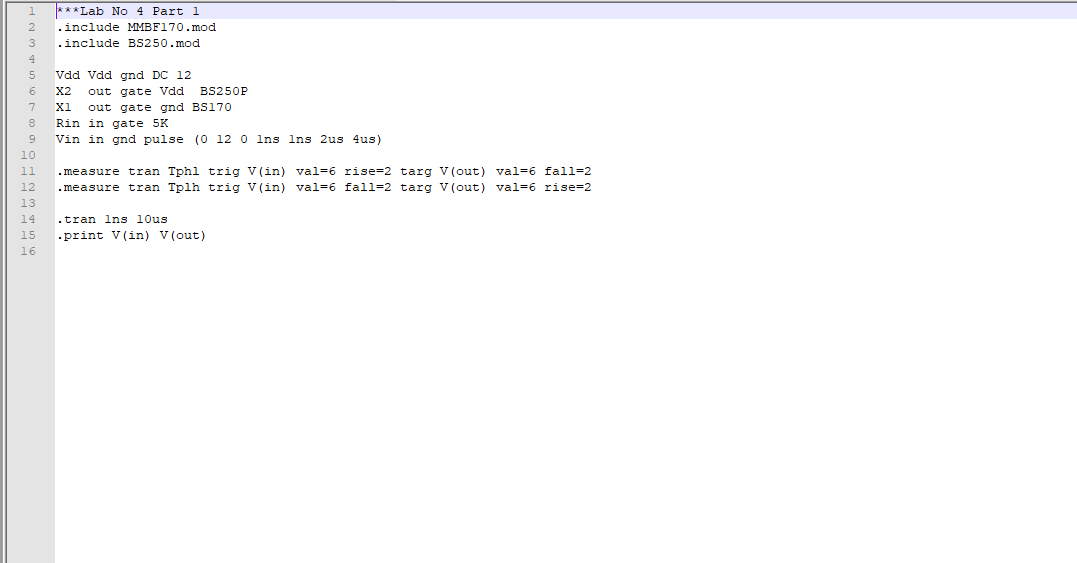 1 ***Lab No 4 Part 1
2 .include MMBF170.mod
3 .include BS250.mod
4
5 Vdd Vdd gnd DC 12
6 X2  out gate Vdd  BS250P
7 X1  out gate gnd BS170
8 Rin in gate 5K
9 Vin in gnd pulse (0 12 0 1ns 1ns 2us 4us)
10
11 .measure tran Tphl trig V(in) val=6 rise=2 targ V(out) val=6 fall=2
12 .measure tran Tplh trig V(in) val=6 fall=2 targ V(out) val=6 rise=2
13
14 .tran 1ns 10us
15 .print V(in) V(out)
16